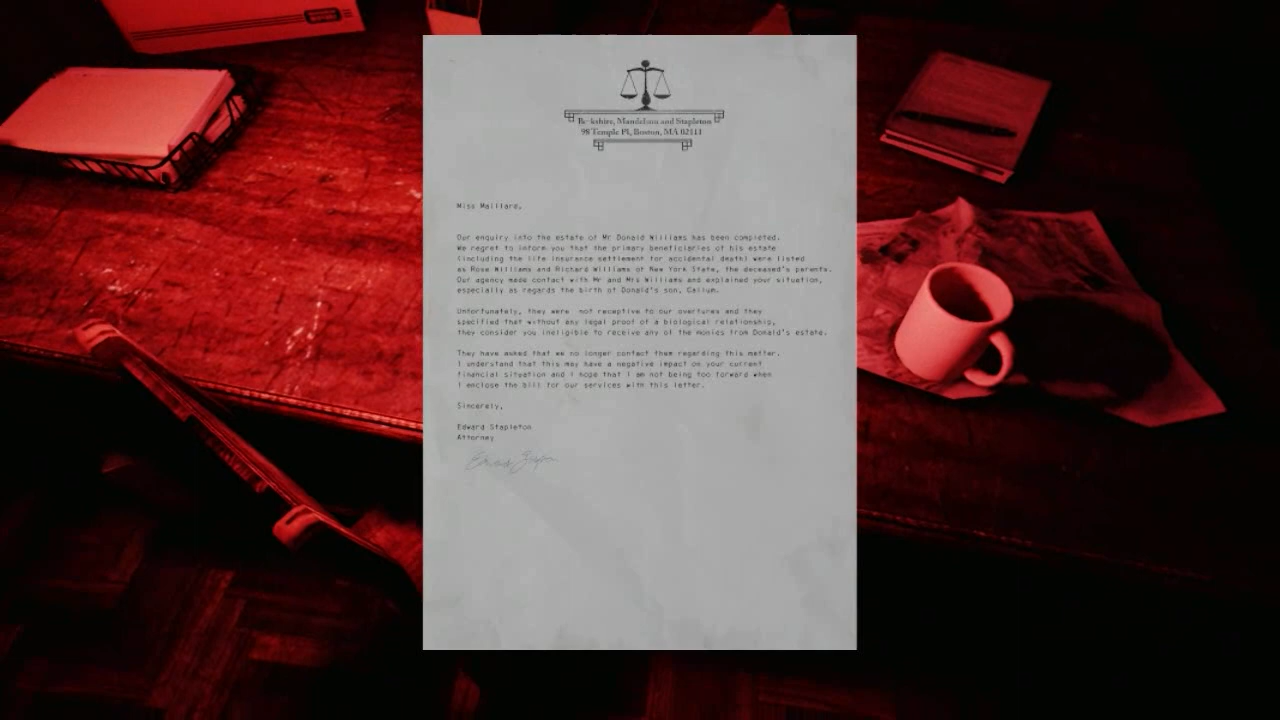 Berkshire, Mandelson and Stapleton
98 Temple Pl, Boston, MA 02111
Miss Maillard,
Our enquiry into the estate of Mr Donald Williams has been completed.
We regret to inform you that the primary beneficiaries of his estate
(including the life insurance settlement for accidental death) were listed
as Rose Williams and Richard Williams of New York State, the deceased's parents.
Our agency made contact with Mr and Mrs Williams and explained your situation,
especially as regards the birth of Donald's son, Callum.
Unfortunately, they were not receptive to our overtures and they
specified that without any legal proof of a biological relationship,
they consider you ineligible to receive any of the monies from Donald's estate.
They have asked that we no longer contact them regarding this matter.
I understand that this may have a negative impact on your current
financial situation and I hope that I am not being too forward when
I enclose the bill for our services with this letter.
Sincerely,
Edward Stapleton
Attorney